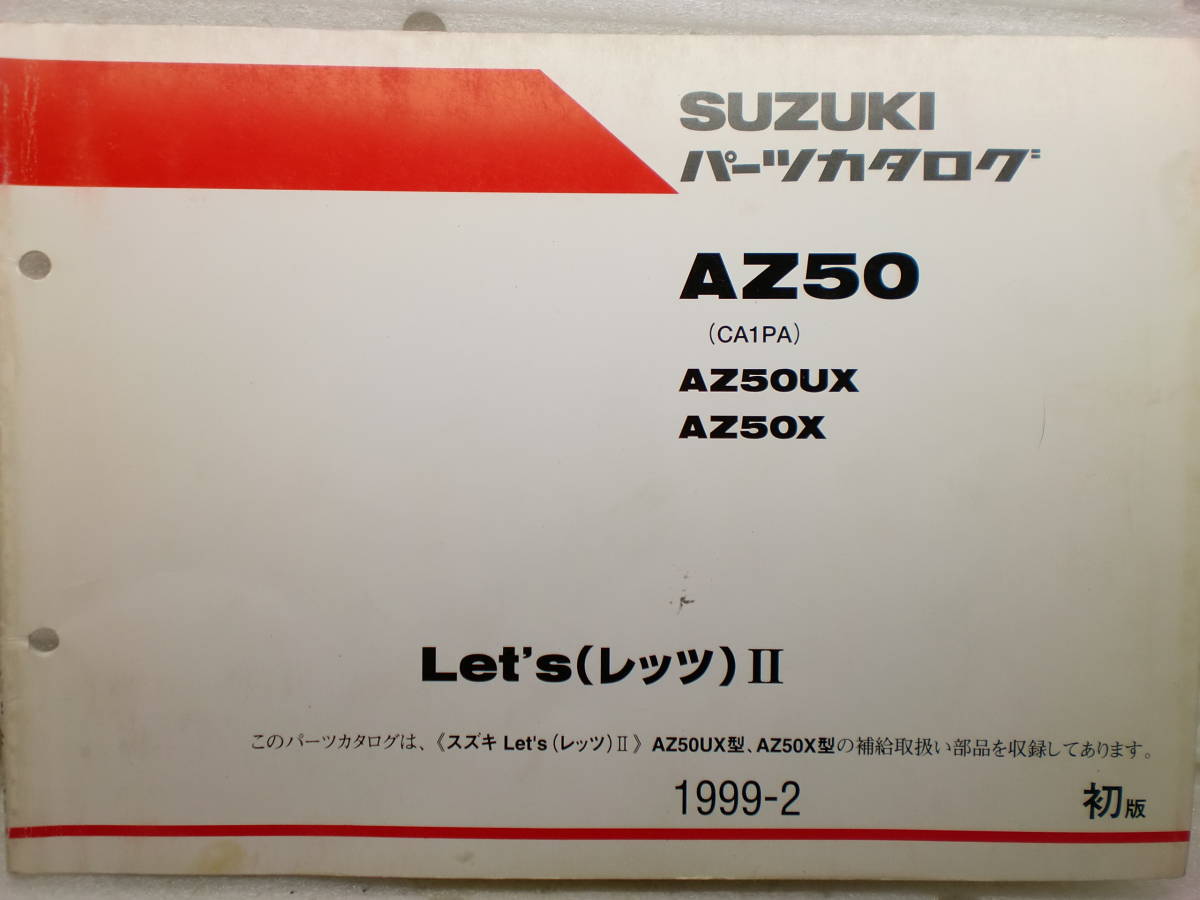 SUZUKI
パーツカタログ
AZ50
(CA1PA)
AZ50UX
AZ50X
Let's(レッツ)II
このパーツカタログは、《スズキ Let's(レッツ)II》AZ50UX型、AZ50X型の補給取扱い部品を収録してあります。
1999-2
初版